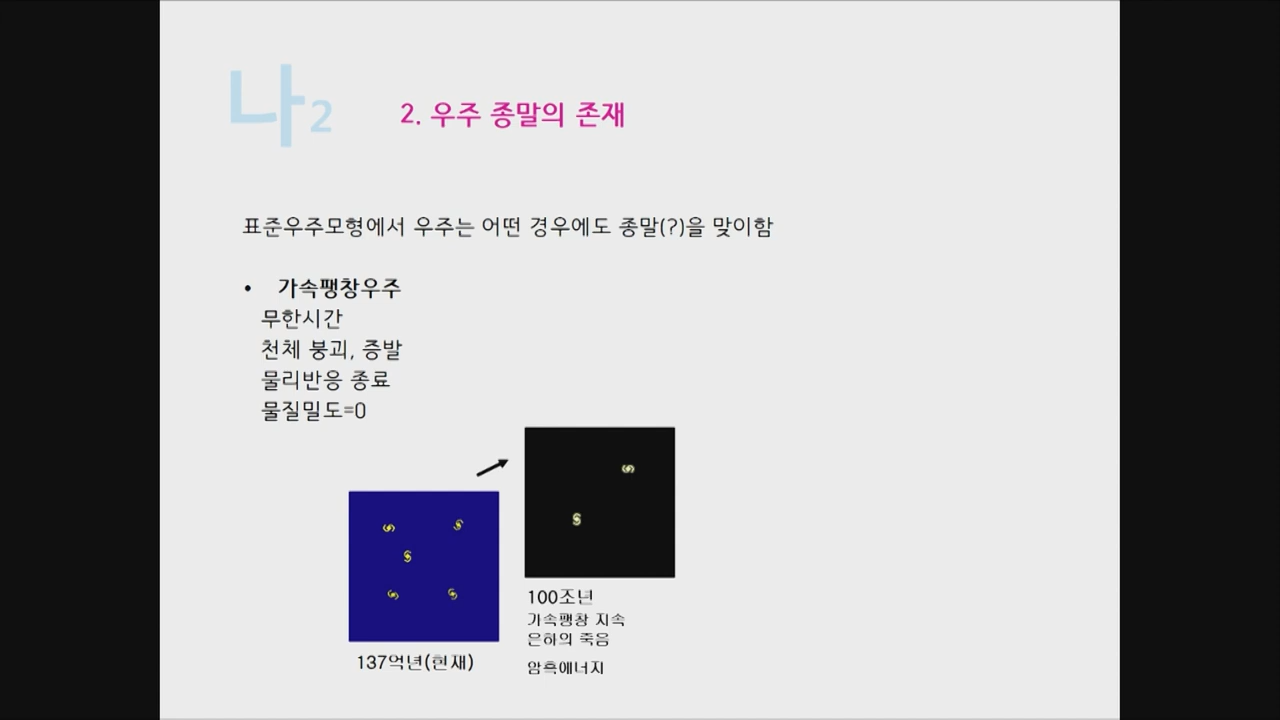 나2
2. 우주 종말의 존재
표준우주모형에서 우주는 어떤 경우에도 종말(?)을 맞이함
• 가속팽창우주
무한시간
천체 붕괴, 증발
물리반응 종료
물질밀도=0
137억년(현재)
100조년
가속팽창 지속
은하의 죽음
암흑에너지